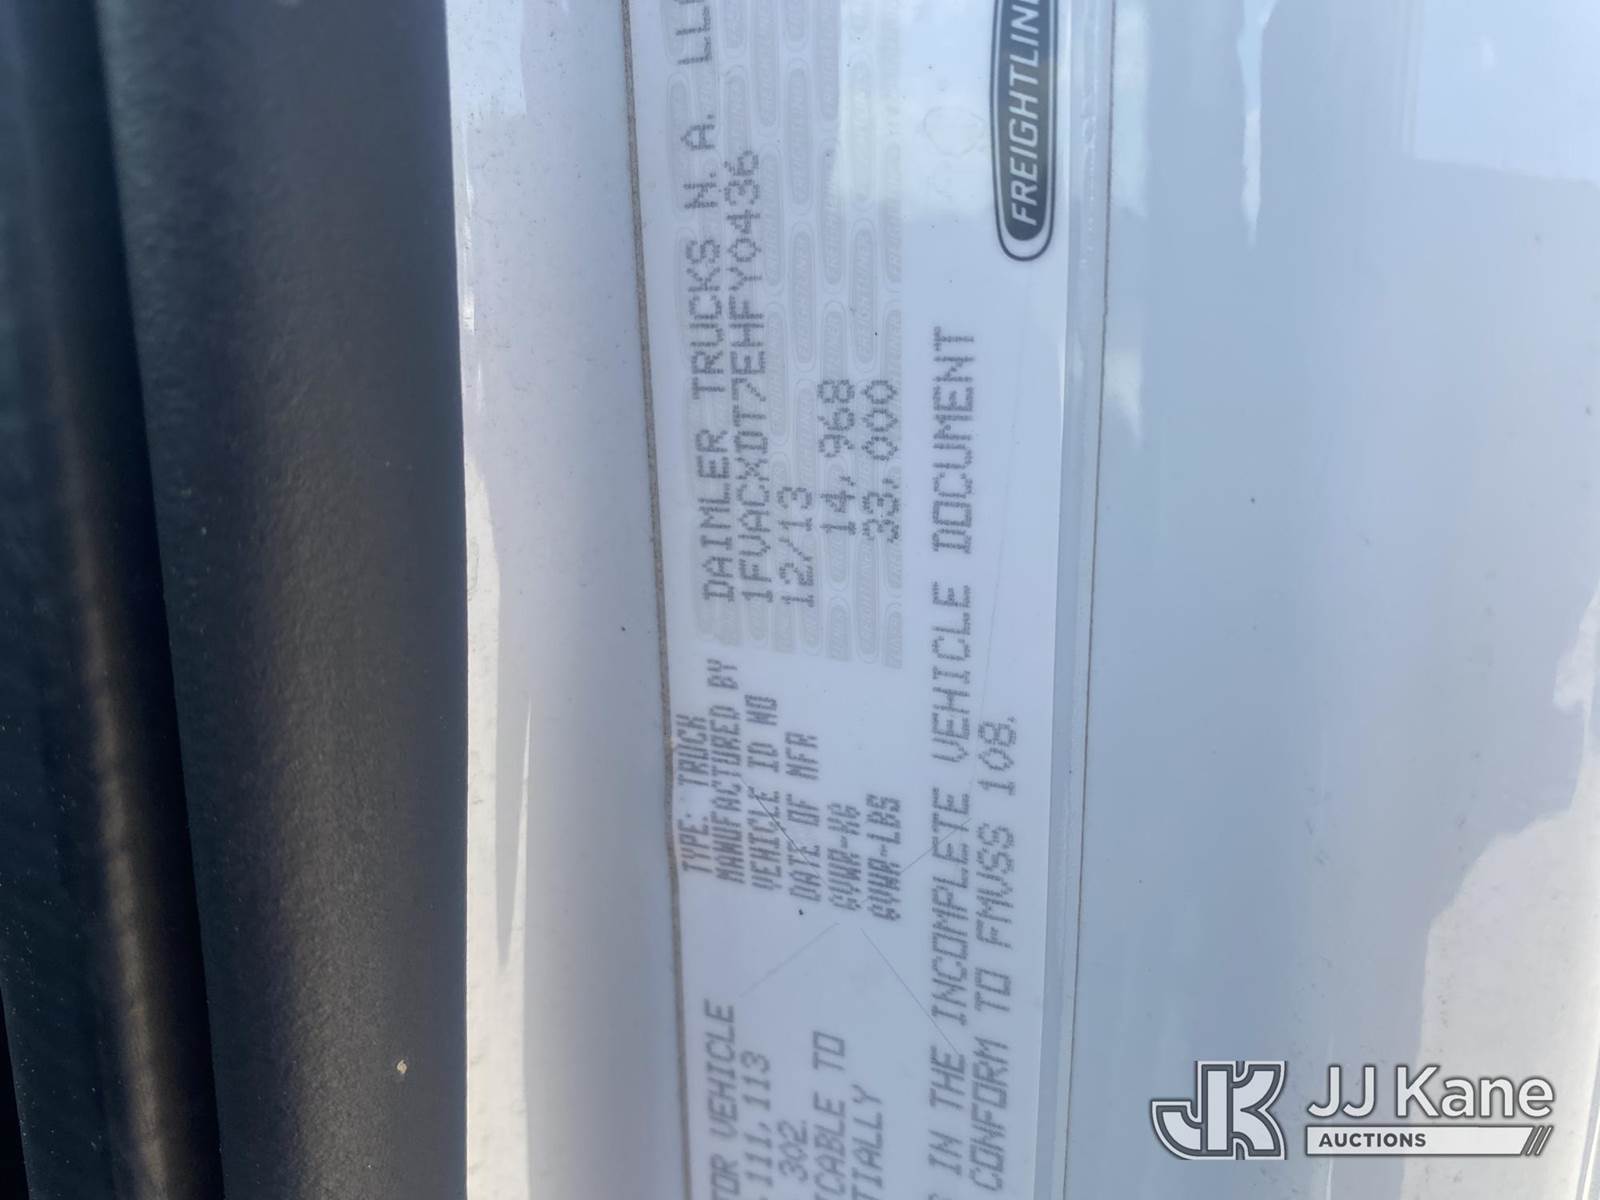 FREIGHTLIN
TYPE: TRUCK
MANUFACTURED BY DAIMLER TRUCKS N. A. LLC
VEHICLE ID NO 1FVACXDT7EHFY0436
DATE OF MFR 12/13
GVWR-KG 14,968
GVWR-LBS 33,000
TOR VEHICLE
111, 113
302.
ICABLE TO
TIALLY
IN THE INCOMPLETE VEHICLE DOCUMENT
CONFORM TO FMVSS 108.
JK
JJ Kane
AUCTIONS